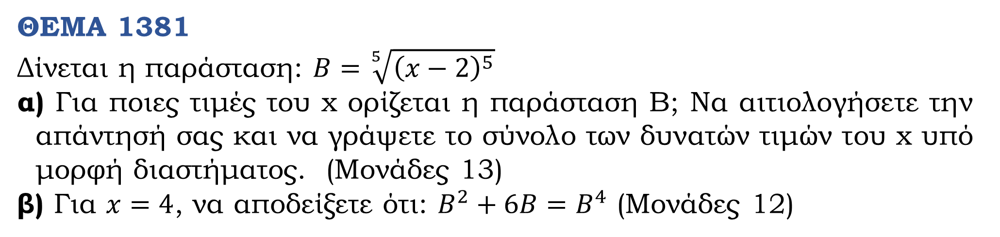 ΘΕΜΑ 1381
Δίνεται η παράσταση: $B = \sqrt[5]{(x-2)^5}$
α) Για ποιες τιμές του x ορίζεται η παράσταση Β; Να αιτιολογήσετε την
απάντησή σας και να γράψετε το σύνολο των δυνατών τιμών του x υπό
μορφή διαστήματος. (Μονάδες 13)
β) Για $x = 4$, να αποδείξετε ότι: $B^2 + 6B = B^4$ (Μονάδες 12)